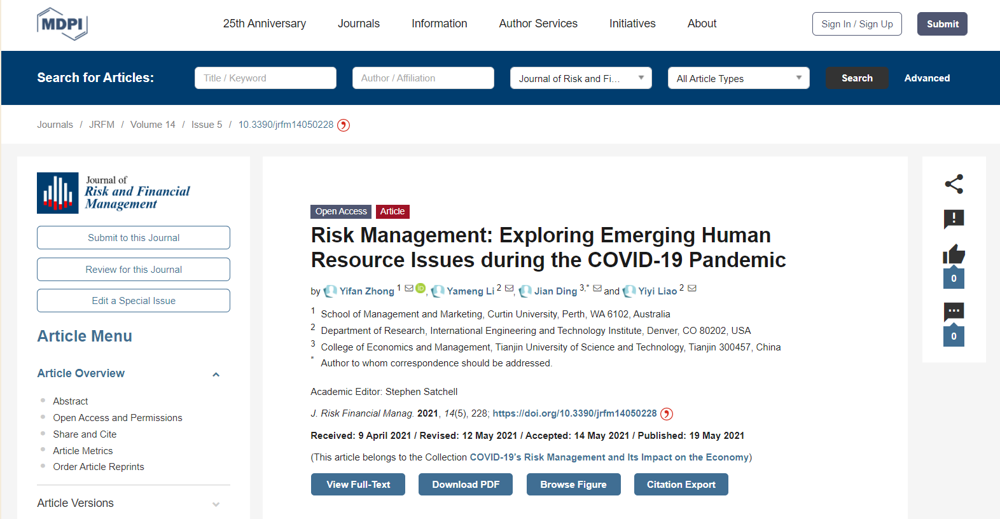 MDPI
25th Anniversary
Journals
Information
Author Services
Initiatives
About
Sign In / Sign Up
Submit
Search for Articles:
Title / Keyword
Author / Affiliation
Journal of Risk and Fi...
All Article Types
Search
Advanced
Journals / JRFM / Volume 14 / Issue 5 / 10.3390/jrfm14050228
Journal of
Risk and Financial
Management
Submit to this Journal
Review for this Journal
Edit a Special Issue
Article Menu
Article Overview
Abstract
Open Access and Permissions
Share and Cite
Article Metrics
Order Article Reprints
Article Versions
Open Access Article
Risk Management: Exploring Emerging Human
Resource Issues during the COVID-19 Pandemic
by Yifan Zhong 1 iD, Yameng Li 2, Jian Ding 3,* and Yiyi Liao 2
1 School of Management and Marketing, Curtin University, Perth, WA 6102, Australia
2 Department of Research, International Engineering and Technology Institute, Denver, CO 80202, USA
3 College of Economics and Management, Tianjin University of Science and Technology, Tianjin 300457, China
* Author to whom correspondence should be addressed.
Academic Editor: Stephen Satchell
J. Risk Financial Manag. 2021, 14(5), 228; https://doi.org/10.3390/jrfm14050228
Received: 9 April 2021 / Revised: 12 May 2021 / Accepted: 14 May 2021 / Published: 19 May 2021
(This article belongs to the Collection COVID-19's Risk Management and Its Impact on the Economy)
View Full-Text
Download PDF
Browse Figure
Citation Export
0
0